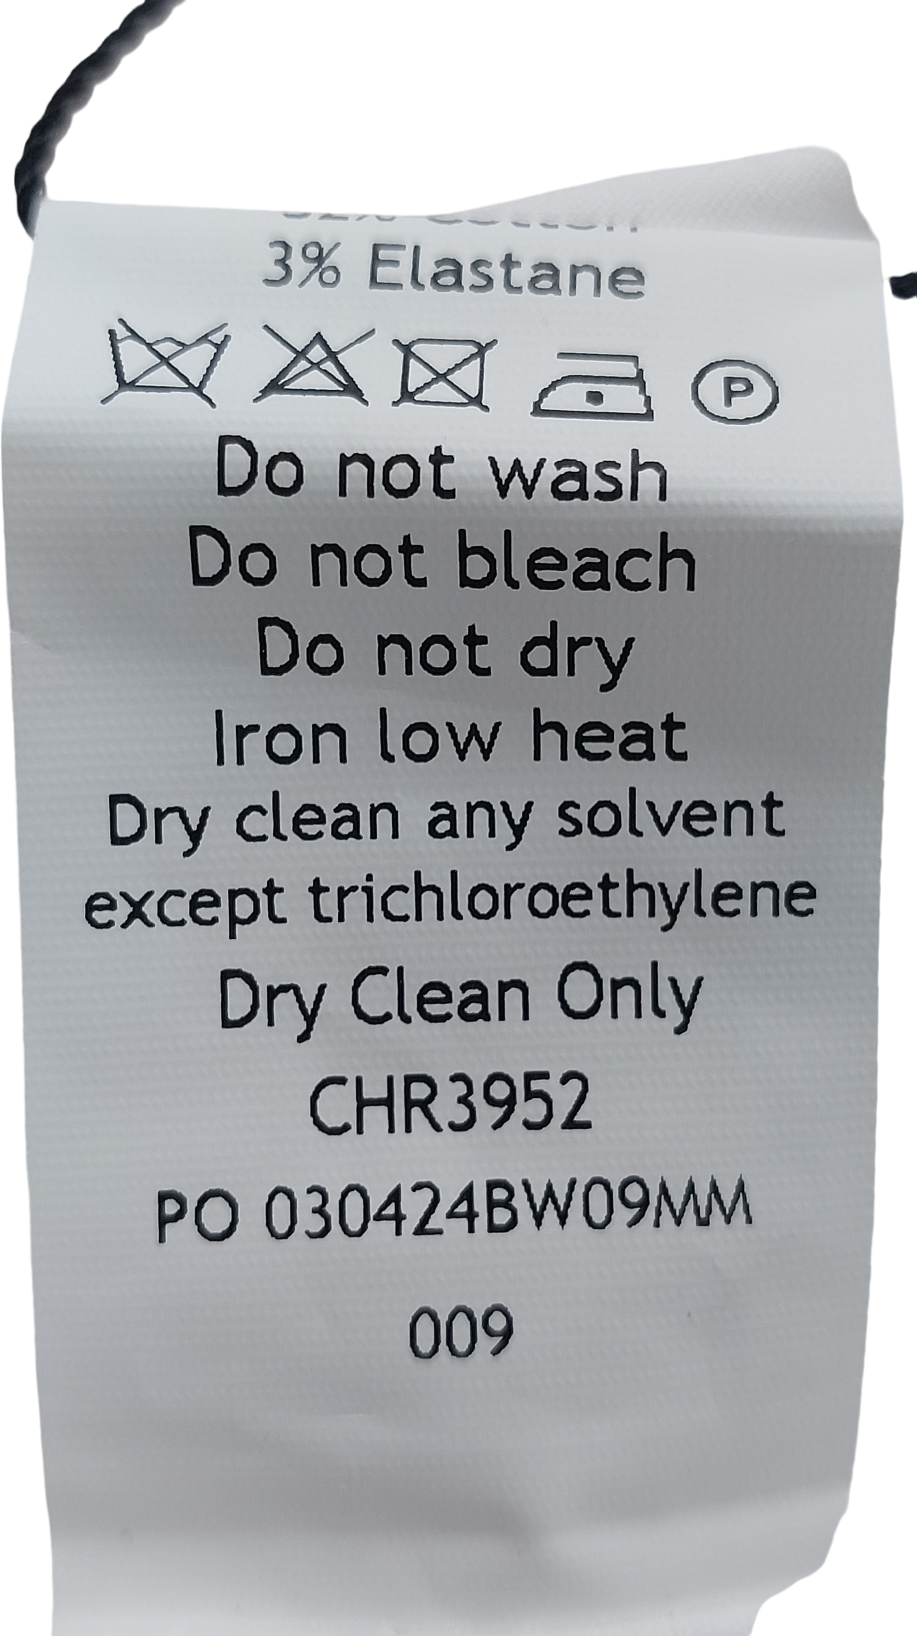 3% Elastane
P
Do not wash
Do not bleach
Do not dry
Iron low heat
Dry clean any solvent
except trichloroethylene
Dry Clean Only
CHR3952
PO 030424BW09MM
009